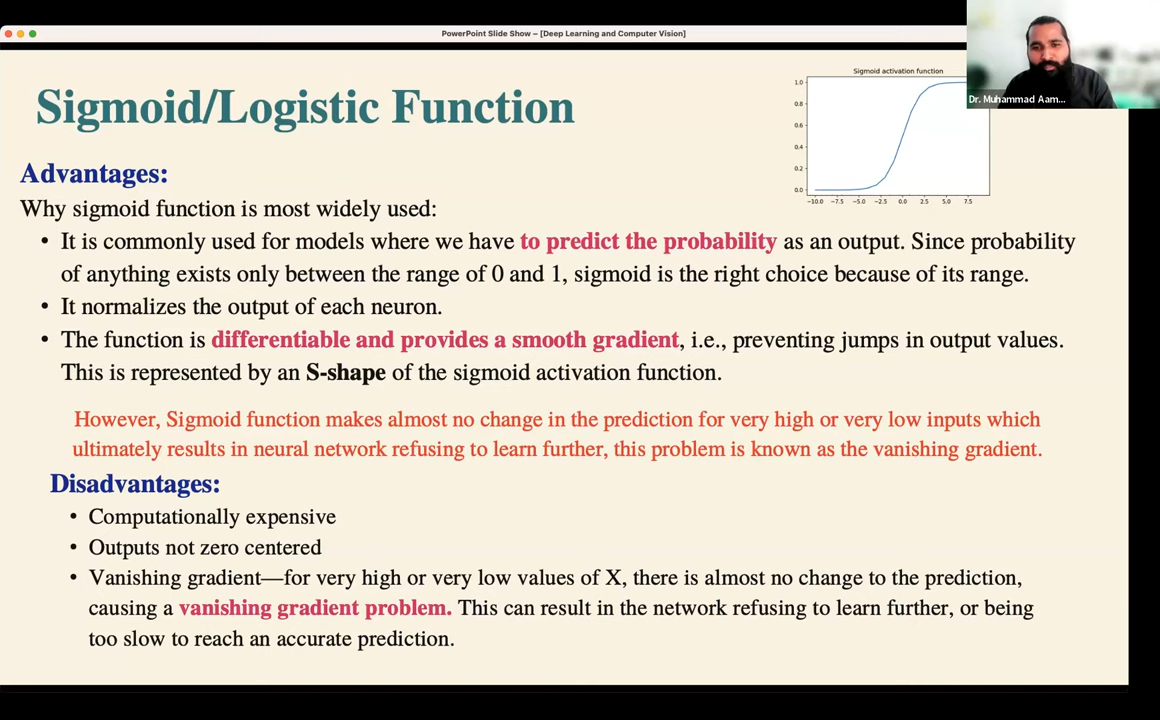 PowerPoint Slide Show – [Deep Learning and Computer Vision]
Sigmoid/Logistic Function
Sigmoid activation function
1.0
0.8
0.6
0.4
0.2
0.0
−10.0 −7.5 −5.0 −2.5 0.0 2.5 5.0 7.5
Dr. Muhammad Aam...
Advantages:
Why sigmoid function is most widely used:
• It is commonly used for models where we have to predict the probability as an output. Since probability
of anything exists only between the range of 0 and 1, sigmoid is the right choice because of its range.
• It normalizes the output of each neuron.
• The function is differentiable and provides a smooth gradient, i.e., preventing jumps in output values.
This is represented by an S-shape of the sigmoid activation function.
However, Sigmoid function makes almost no change in the prediction for very high or very low inputs which
ultimately results in neural network refusing to learn further, this problem is known as the vanishing gradient.
Disadvantages:
• Computationally expensive
• Outputs not zero centered
• Vanishing gradient—for very high or very low values of X, there is almost no change to the prediction,
causing a vanishing gradient problem. This can result in the network refusing to learn further, or being
too slow to reach an accurate prediction.